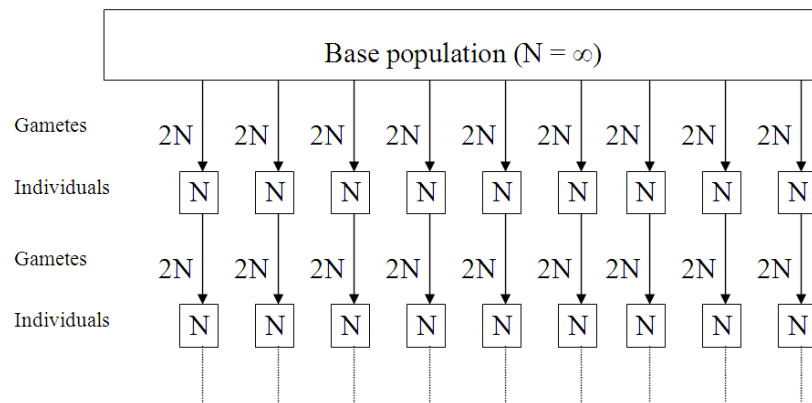 Base population (N = ∞)
Gametes 2N 2N 2N 2N 2N 2N 2N 2N 2N
Individuals N N N N N N N N N
Gametes 2N 2N 2N 2N 2N 2N 2N 2N 2N
Individuals N N N N N N N N N